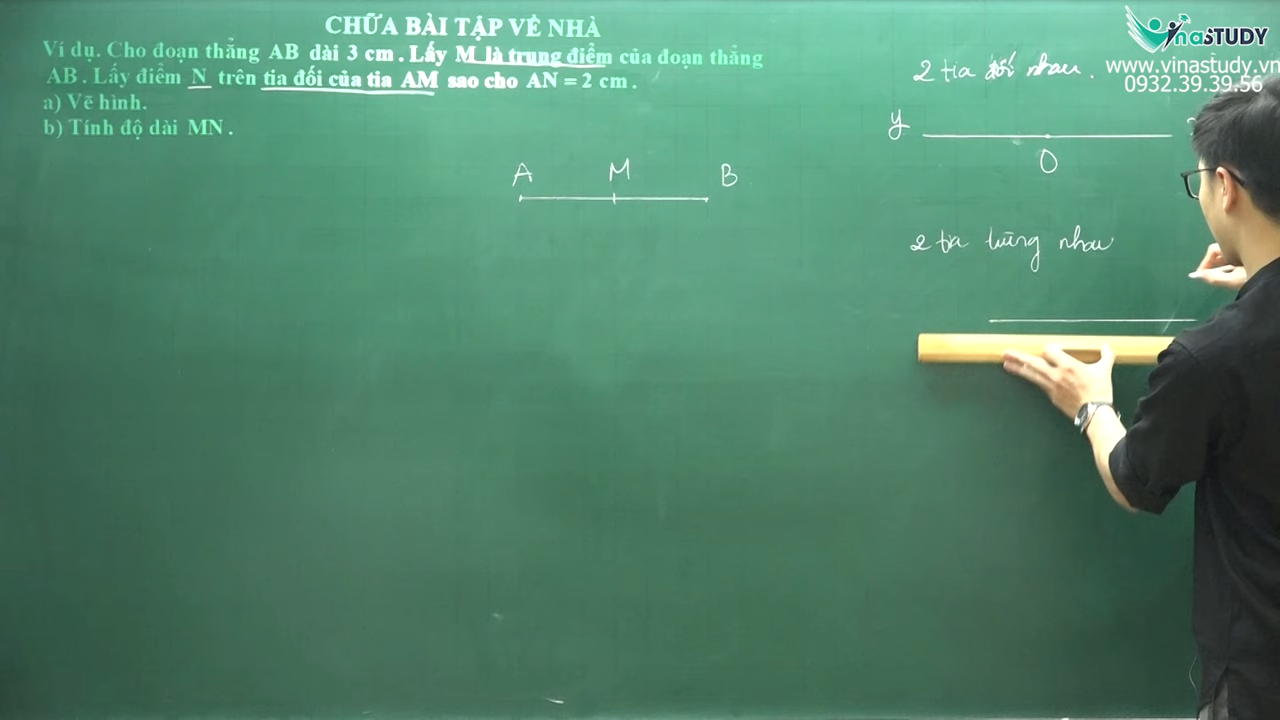 CHỮA BÀI TẬP VỀ NHÀ
Ví dụ. Cho đoạn thẳng AB dài 3 cm. Lấy M là trung điểm của đoạn thẳng
AB. Lấy điểm N trên tia đối của tia AM sao cho AN = 2 cm.
a) Vẽ hình.
b) Tính độ dài MN.
A M B
VinaSTUDY
www.vinastudy.vn
0932.39.39.56
2 tia đối nhau.
y
O
2 tia trùng nhau